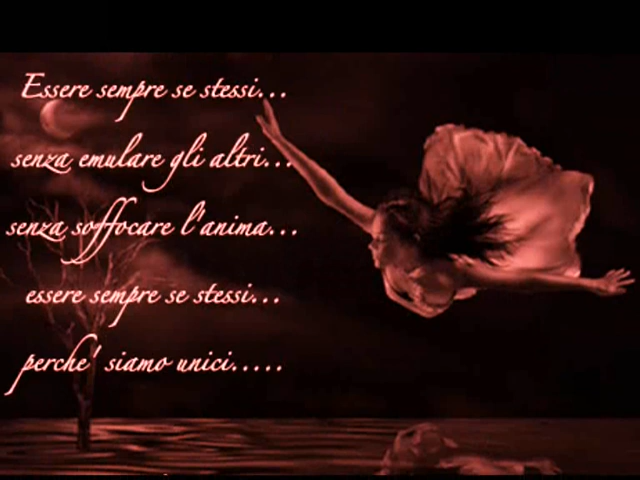 Essere sempre se stessi...
senza emulare gli altri...
senza soffocare l'anima...
essere sempre se stessi...
perche' siamo unici.....